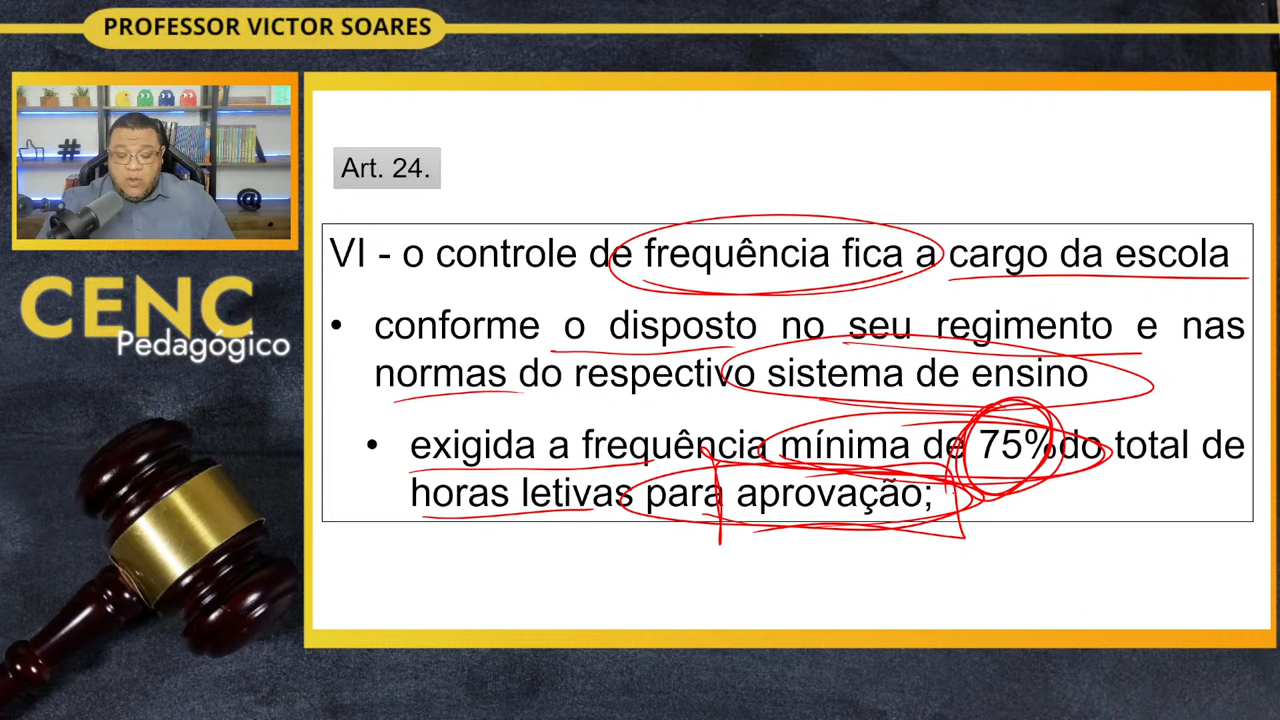 PROFESSOR VICTOR SOARES
#
@
CENC
Pedagógico
Art. 24.
VI - o controle de frequência fica a cargo da escola
• conforme o disposto no seu regimento e nas
normas do respectivo sistema de ensino
• exigida a frequência mínima de 75%do total de
horas letivas para aprovação;